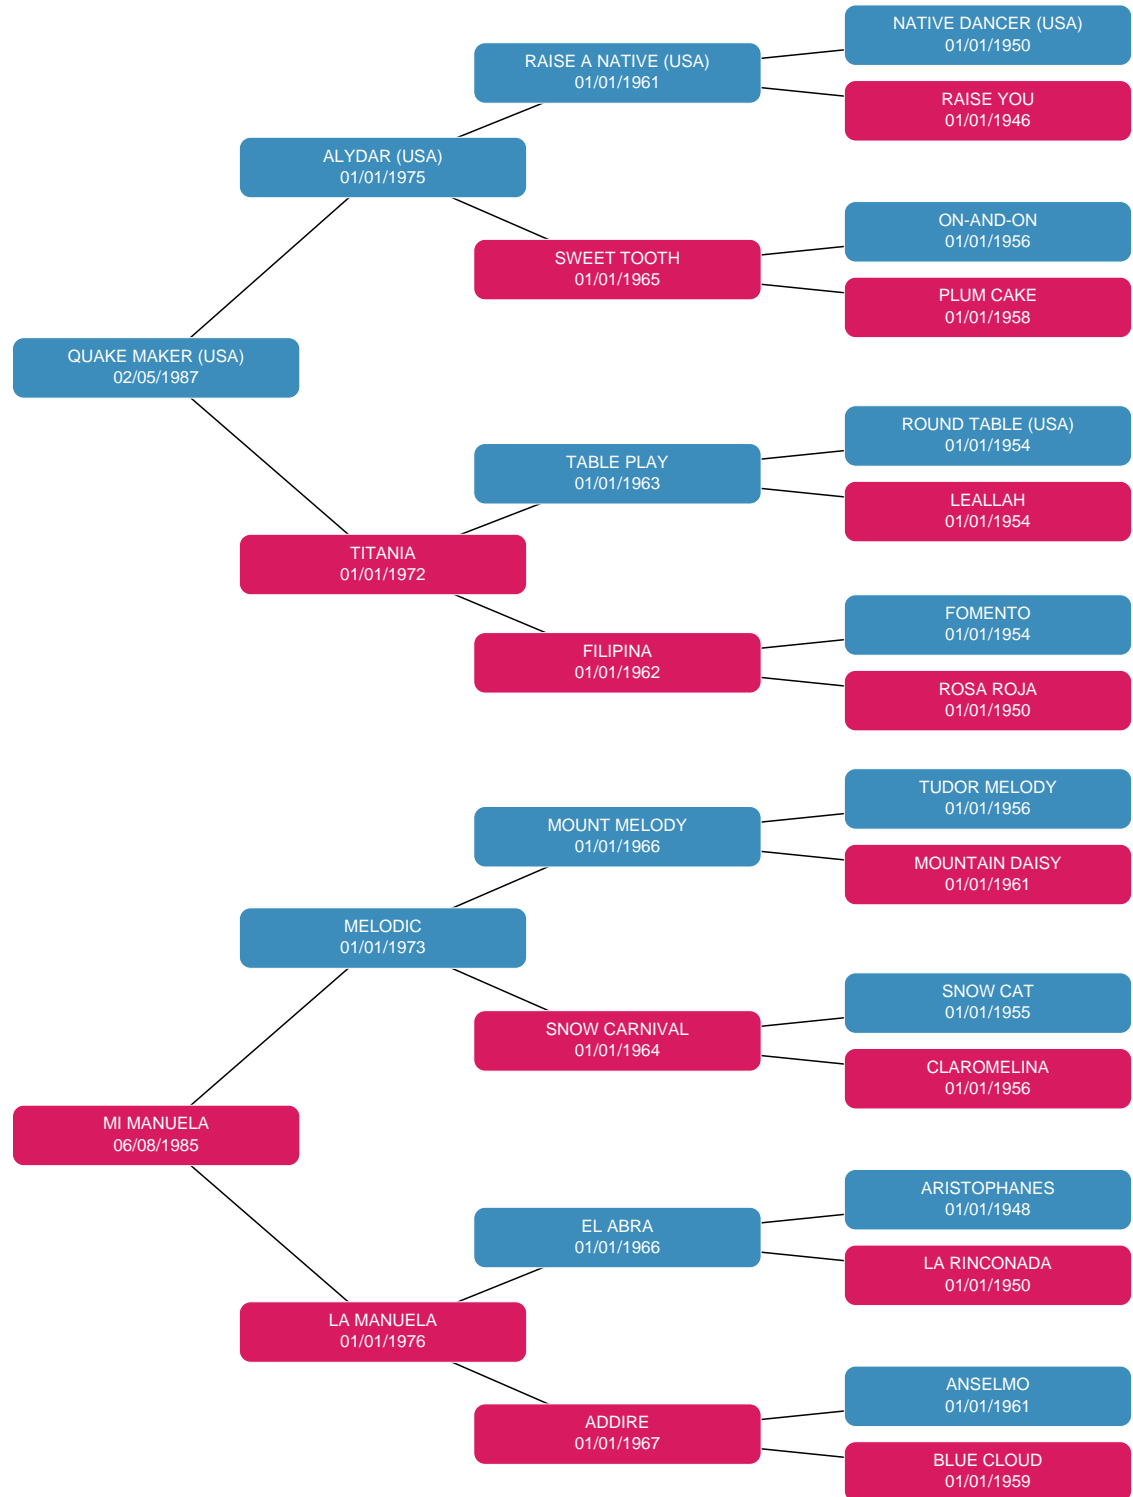 NATIVE DANCER (USA)
01/01/1950
RAISE A NATIVE (USA)
01/01/1961
RAISE YOU
01/01/1946
ALYDAR (USA)
01/01/1975
ON-AND-ON
01/01/1956
SWEET TOOTH
01/01/1965
PLUM CAKE
01/01/1958
QUAKE MAKER (USA)
02/05/1987
ROUND TABLE (USA)
01/01/1954
TABLE PLAY
01/01/1963
LEALLAH
01/01/1954
TITANIA
01/01/1972
FOMENTO
01/01/1954
FILIPINA
01/01/1962
ROSA ROJA
01/01/1950
TUDOR MELODY
01/01/1956
MOUNT MELODY
01/01/1966
MOUNTAIN DAISY
01/01/1961
MELODIC
01/01/1973
SNOW CAT
01/01/1955
SNOW CARNIVAL
01/01/1964
CLAROMELINA
01/01/1956
MI MANUELA
06/08/1985
ARISTOPHANES
01/01/1948
EL ABRA
01/01/1966
LA RINCONADA
01/01/1950
LA MANUELA
01/01/1976
ANSELMO
01/01/1961
ADDIRE
01/01/1967
BLUE CLOUD
01/01/1959